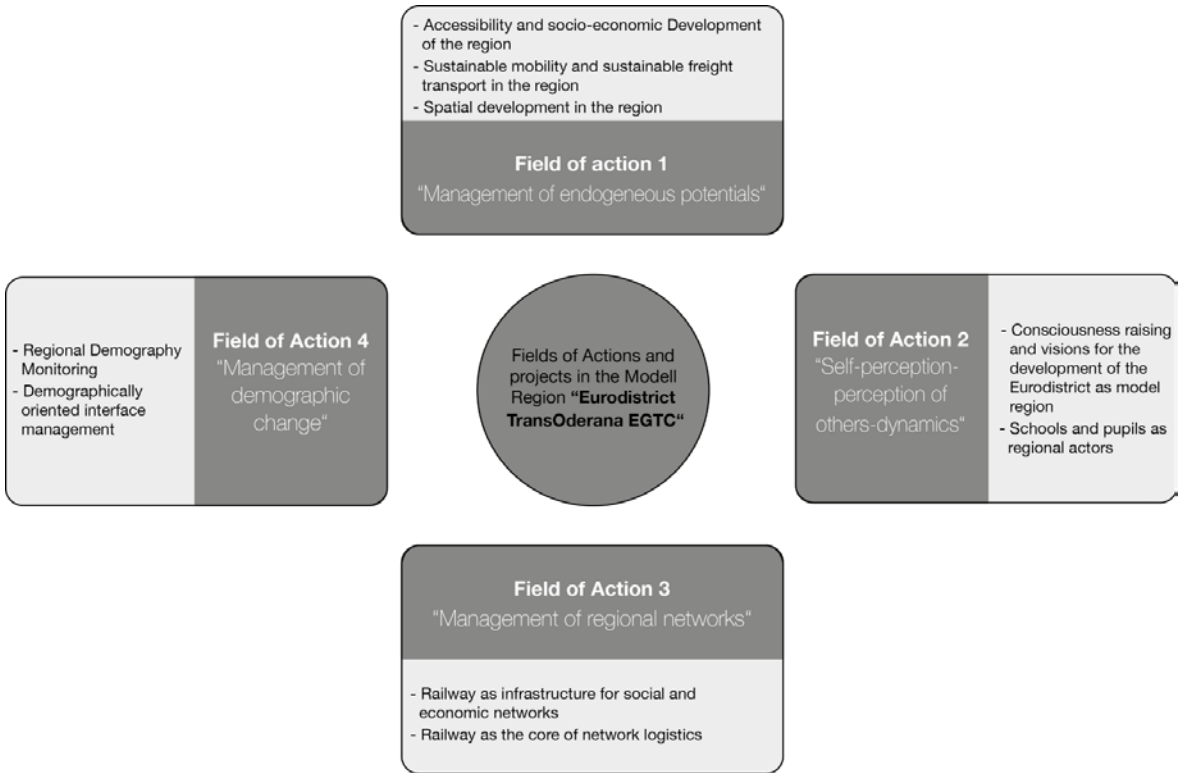 - Accessibility and socio-economic Development
of the region
- Sustainable mobility and sustainable freight
transport in the region
- Spatial development in the region
Field of action 1
“Management of endogeneous potentials“
- Regional Demography
Monitoring
- Demographically
oriented interface
management
Field of Action 4
“Management of
demographic
change“
Fields of Actions and
projects in the Modell
Region “Eurodistrict
TransOderana EGTC“
Field of Action 2
“Self-perception-
perception of
others-dynamics“
- Consciousness raising
and visions for the
development of the
Eurodistrict as model
region
- Schools and pupils as
regional actors
Field of Action 3
“Management of regional networks“
- Railway as infrastructure for social and
economic networks
- Railway as the core of network logistics